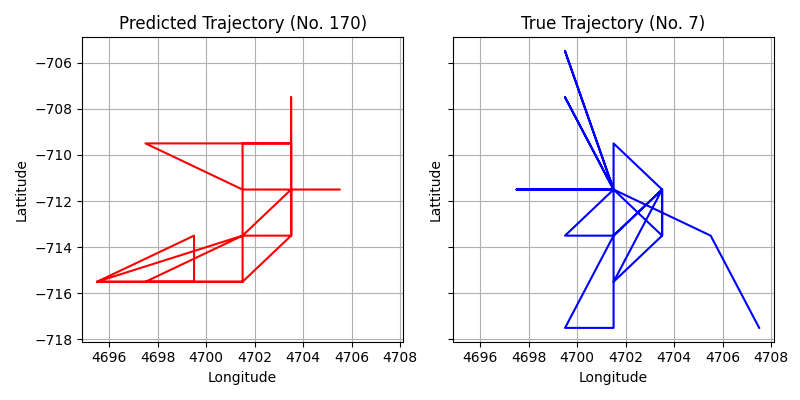 Predicted Trajectory (No. 170)
True Trajectory (No. 7)
Lattitude
−706
−708
−710
−712
−714
−716
−718
4696 4698 4700 4702 4704 4706 4708
Longitude
Lattitude
4696 4698 4700 4702 4704 4706 4708
Longitude